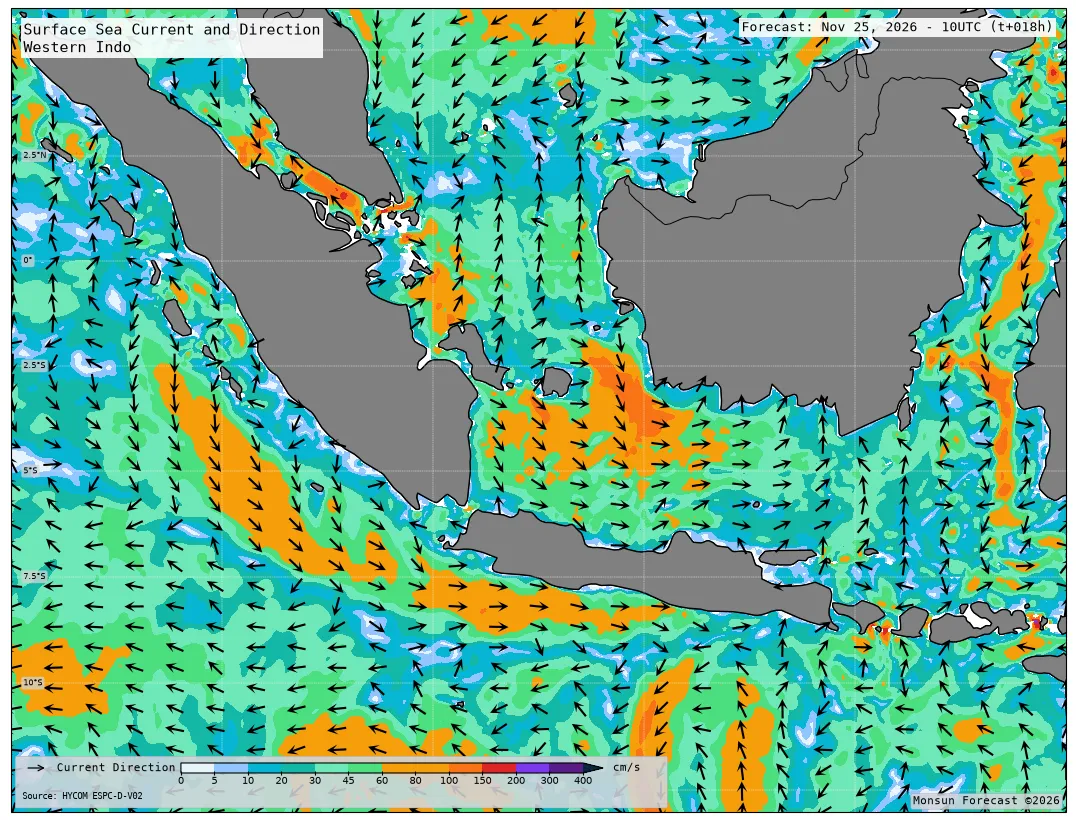 Surface Sea Current and Direction
Western Indo
Forecast: Nov 25, 2026 - 10UTC (t+018h)
2.5°N
0°
2.5°S
5°S
7.5°S
10°S
Current Direction
0 5 10 20 30 45 60 80 100 150 200 300 400 cm/s
Source: HYCOM ESPC-D-V02
Monsun Forecast ©2026